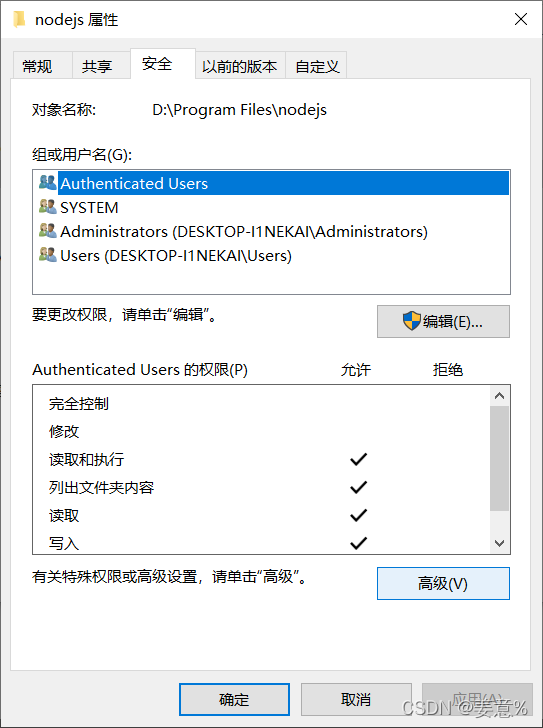 nodejs 属性
常规 共享 安全 以前的版本 自定义
对象名称: D:\Program Files\nodejs
组或用户名(G):
Authenticated Users
SYSTEM
Administrators (DESKTOP-I1NEKAI\Administrators)
Users (DESKTOP-I1NEKAI\Users)
要更改权限，请单击“编辑”。 编辑(E)...
Authenticated Users 的权限(P) 允许 拒绝
完全控制
修改
读取和执行
列出文件夹内容
读取
写入
有关特殊权限或高级设置，请单击“高级”。 高级(V)
确定 取消 应用(A)
CSDN @姜意%